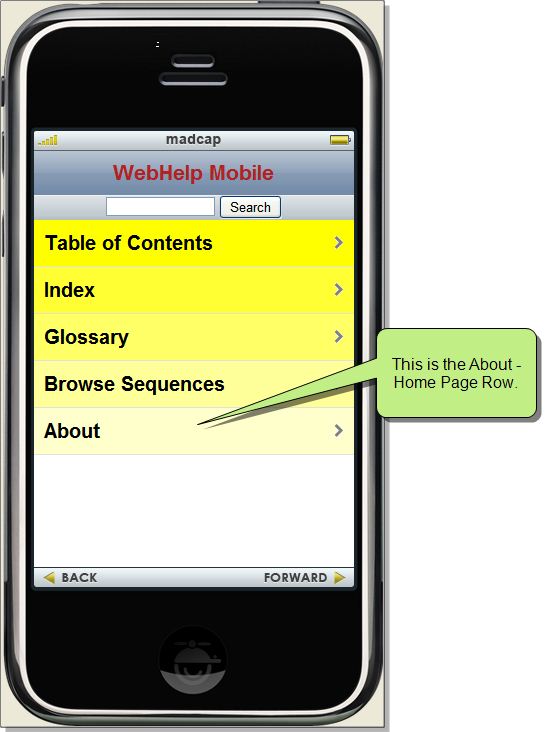 madcap
WebHelp Mobile
Search
Table of Contents
Index
Glossary
Browse Sequences
About
This is the About -
Home Page Row.
BACK
FORWARD